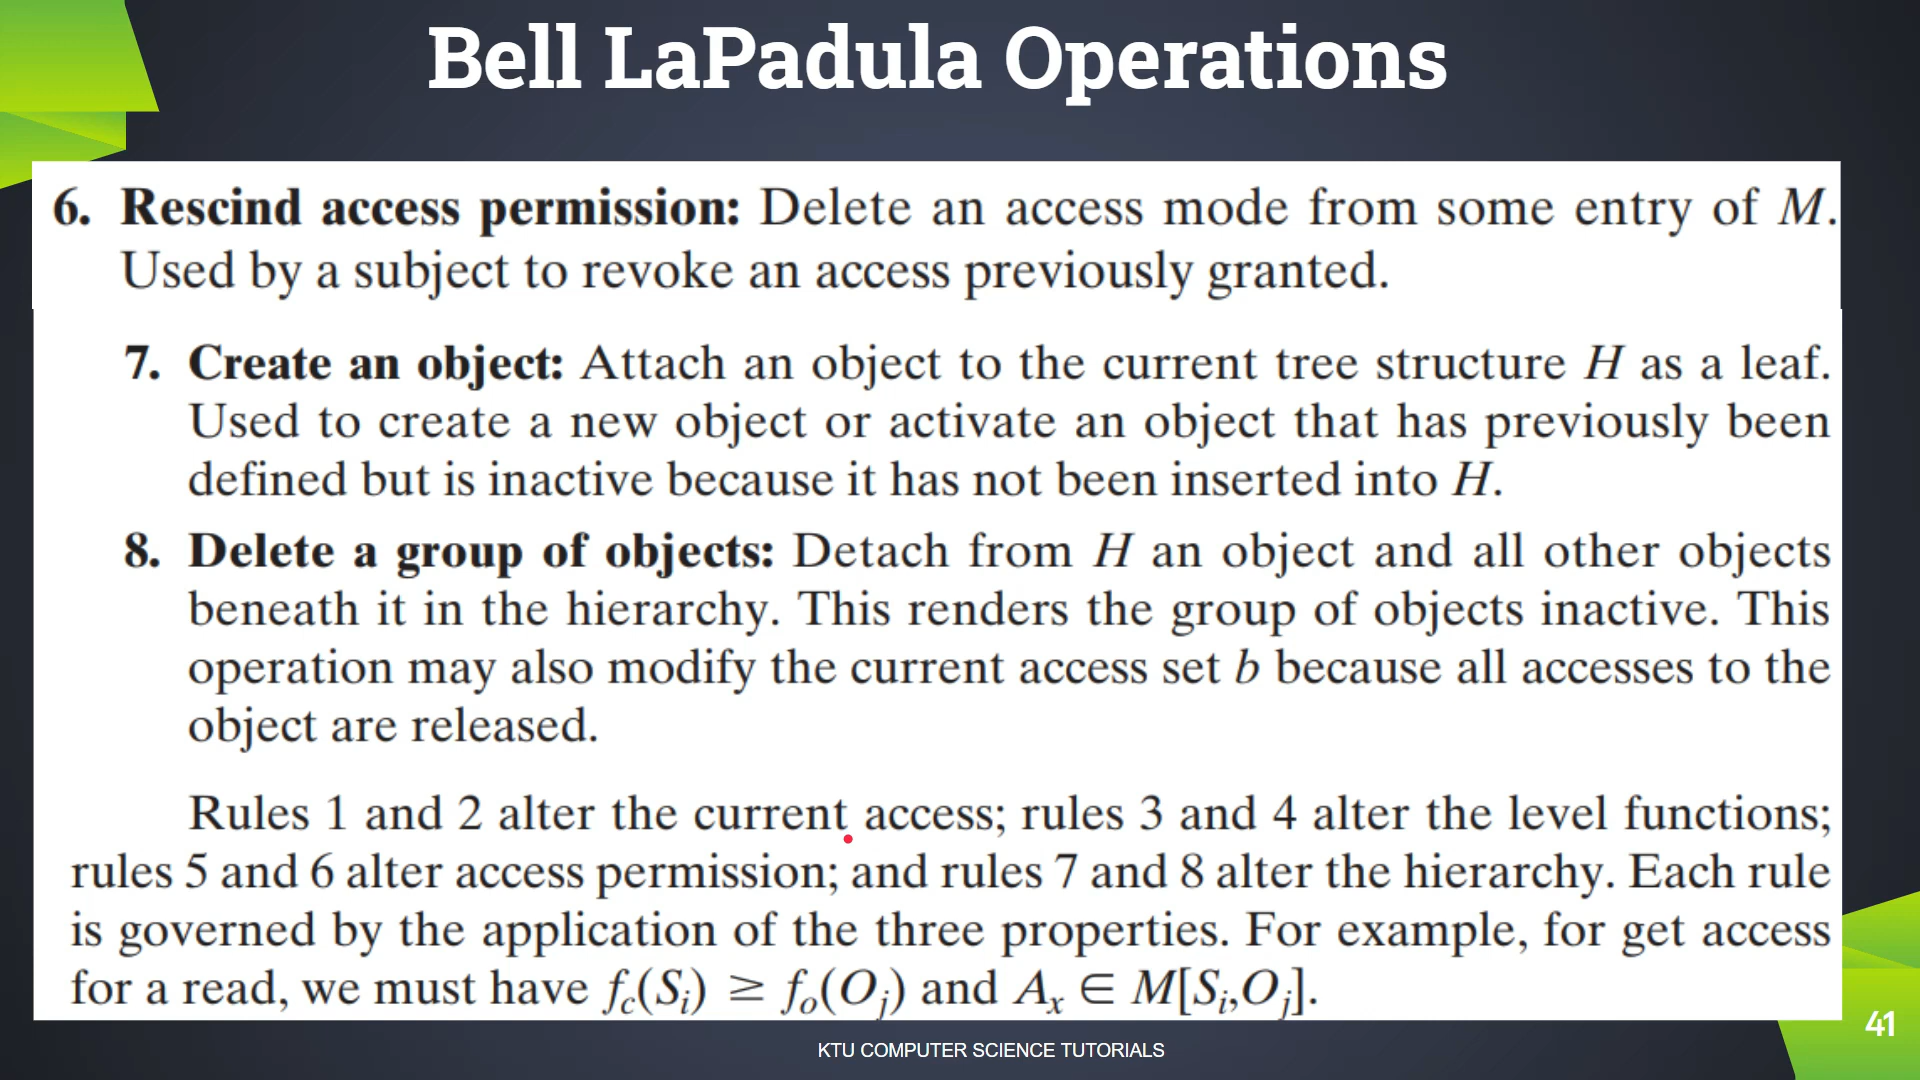 Bell LaPadula Operations
6. Rescind access permission: Delete an access mode from some entry of M.
Used by a subject to revoke an access previously granted.
7. Create an object: Attach an object to the current tree structure H as a leaf.
Used to create a new object or activate an object that has previously been
defined but is inactive because it has not been inserted into H.
8. Delete a group of objects: Detach from H an object and all other objects
beneath it in the hierarchy. This renders the group of objects inactive. This
operation may also modify the current access set b because all accesses to the
object are released.
Rules 1 and 2 alter the current access; rules 3 and 4 alter the level functions;
rules 5 and 6 alter access permission; and rules 7 and 8 alter the hierarchy. Each rule
is governed by the application of the three properties. For example, for get access
for a read, we must have f_c(S_i) ≥ f_o(O_j) and A_x ∈ M[S_i,O_j].
41
KTU COMPUTER SCIENCE TUTORIALS